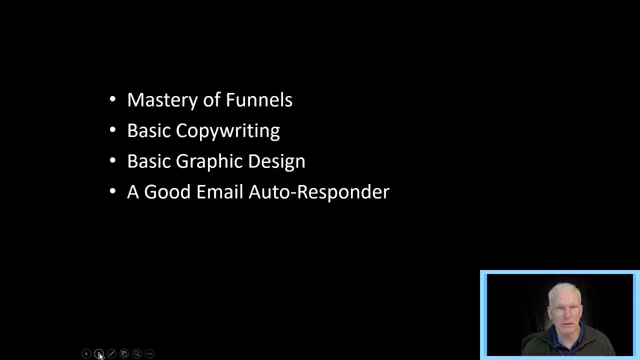 • Mastery of Funnels
• Basic Copywriting
• Basic Graphic Design
• A Good Email Auto-Responder